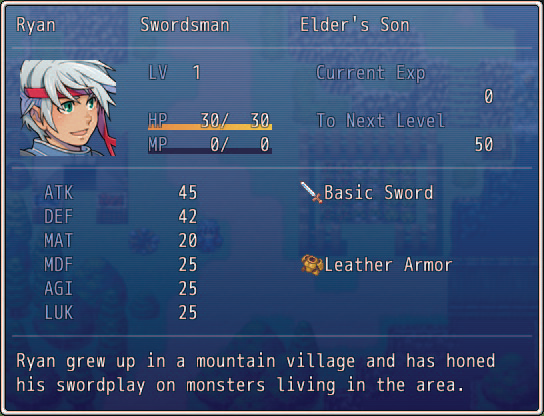 Ryan Swordsman Elder's Son
LV 1 Current Exp
0
HP 30/ 30 To Next Level
MP 0/ 0 50
ATK 45 Basic Sword
DEF 42
MAT 20
MDF 25 Leather Armor
AGI 25
LUK 25
Ryan grew up in a mountain village and has honed
his swordplay on monsters living in the area.